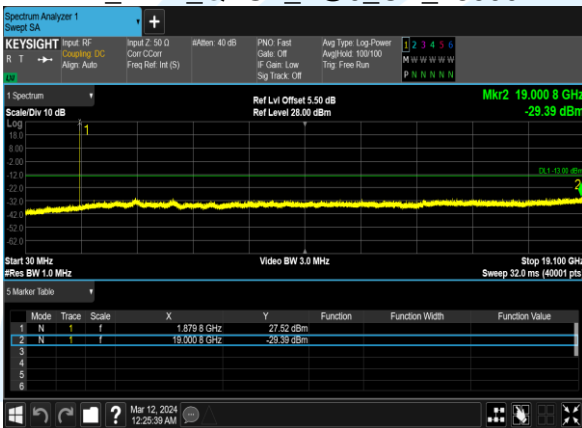 Spectrum Analyzer 1
Swept SA
+
KEYSIGHT
R T
LW
Input: RF
Coupling: DC
Align: Auto
Input Z: 50 Ω
Corr CCorr
Freq Ref: Int (S)
#Atten: 40 dB
PNO: Fast
Gate: Off
IF Gain: Low
Sig Track: Off
Avg Type: Log-Power
Avg|Hold: 100/100
Trig: Free Run
1 2 3 4 5 6
M W W W W W
P N N N N N
1 Spectrum
Scale/Div 10 dB
Ref Lvl Offset 5.50 dB
Ref Level 28.00 dBm
Mkr2 19.000 8 GHz
-29.39 dBm
Log
18.0
8.00
-2.00
-12.0
-22.0
-32.0
-42.0
-52.0
-62.0
1
DL1 -13.00 dBm
2
Start 30 MHz
#Res BW 1.0 MHz
Video BW 3.0 MHz
Stop 19.100 GHz
Sweep 32.0 ms (40001 pts
5 Marker Table
Mode Trace Scale X Y Function Function Width Function Value
1 N 1 f 1.879 8 GHz 27.52 dBm
2 N 1 f 19.000 8 GHz -29.39 dBm
3
4
5
6
? Mar 12, 2024
12:25:39 AM